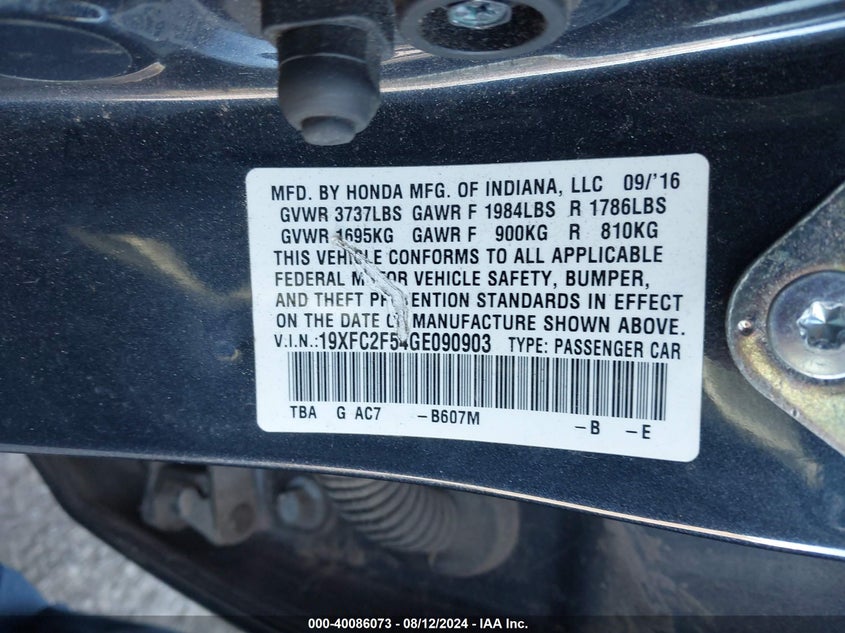 MFD. BY HONDA MFG. OF INDIANA, LLC 09/'16
GVWR 3737LBS GAWR F 1984LBS R 1786LBS
GVWR 1695KG GAWR F 900KG R 810KG
THIS VEHICLE CONFORMS TO ALL APPLICABLE
FEDERAL MOTOR VEHICLE SAFETY, BUMPER,
AND THEFT PREVENTION STANDARDS IN EFFECT
ON THE DATE OF MANUFACTURE SHOWN ABOVE.
V.I.N.:19XFC2F54GE090903 TYPE: PASSENGER CAR
TBA G AC7 -B607M -B -E
000-40086073 - 08/12/2024 - IAA Inc.